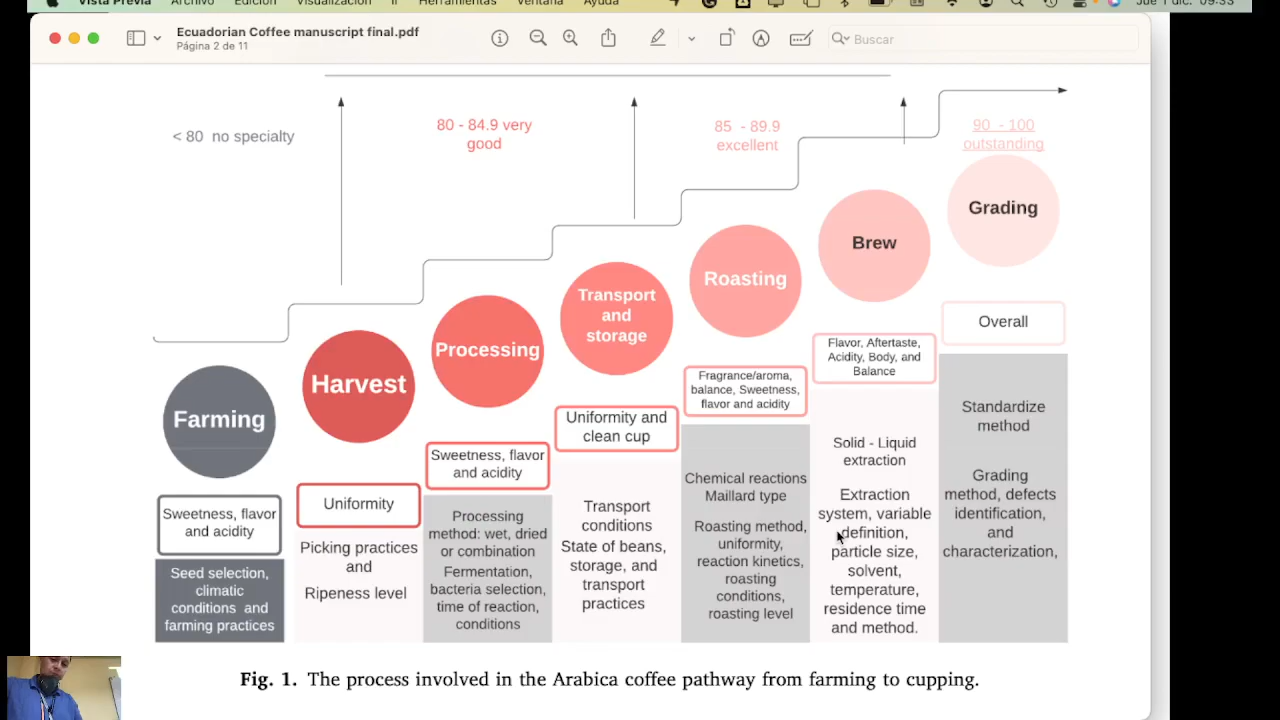 Vista Previa Archivo Edición Visualización Ir Herramientas Ventana Ayuda Jue 1 dic. 09:33
Ecuadorian Coffee manuscript final.pdf
Página 2 de 11
Buscar
< 80 no specialty
80 - 84.9 very
good
85 - 89.9
excellent
90 - 100
outstanding
Farming
Sweetness, flavor
and acidity
Seed selection,
climatic
conditions and
farming practices
Harvest
Uniformity
Picking practices
and
Ripeness level
Processing
Sweetness, flavor
and acidity
Processing
method: wet, dried
or combination
Fermentation,
bacteria selection,
time of reaction,
conditions
Transport
and
storage
Uniformity and
clean cup
Transport
conditions
State of beans,
storage, and
transport
practices
Roasting
Fragrance/aroma,
balance, Sweetness,
flavor and acidity
Chemical reactions
Maillard type
Roasting method,
uniformity,
reaction kinetics,
roasting
conditions,
roasting level
Brew
Flavor, Aftertaste,
Acidity, Body, and
Balance
Solid - Liquid
extraction
Extraction
system, variable
definition,
particle size,
solvent,
temperature,
residence time
and method.
Grading
Overall
Standardize
method
Grading
method, defects
identification,
and
characterization,
Fig. 1. The process involved in the Arabica coffee pathway from farming to cupping.